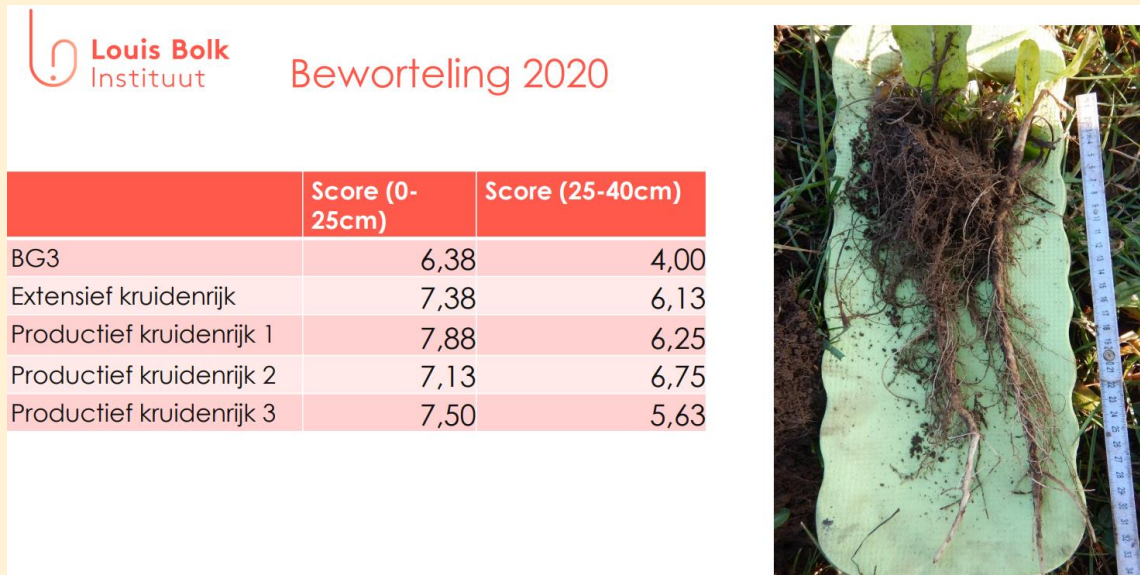 Louis Bolk
Instituut
Beworteling 2020
Score (0-
25cm)
Score (25-40cm)
BG3 6,38 4,00
Extensief kruidenrijk 7,38 6,13
Productief kruidenrijk 1 7,88 6,25
Productief kruidenrijk 2 7,13 6,75
Productief kruidenrijk 3 7,50 5,63